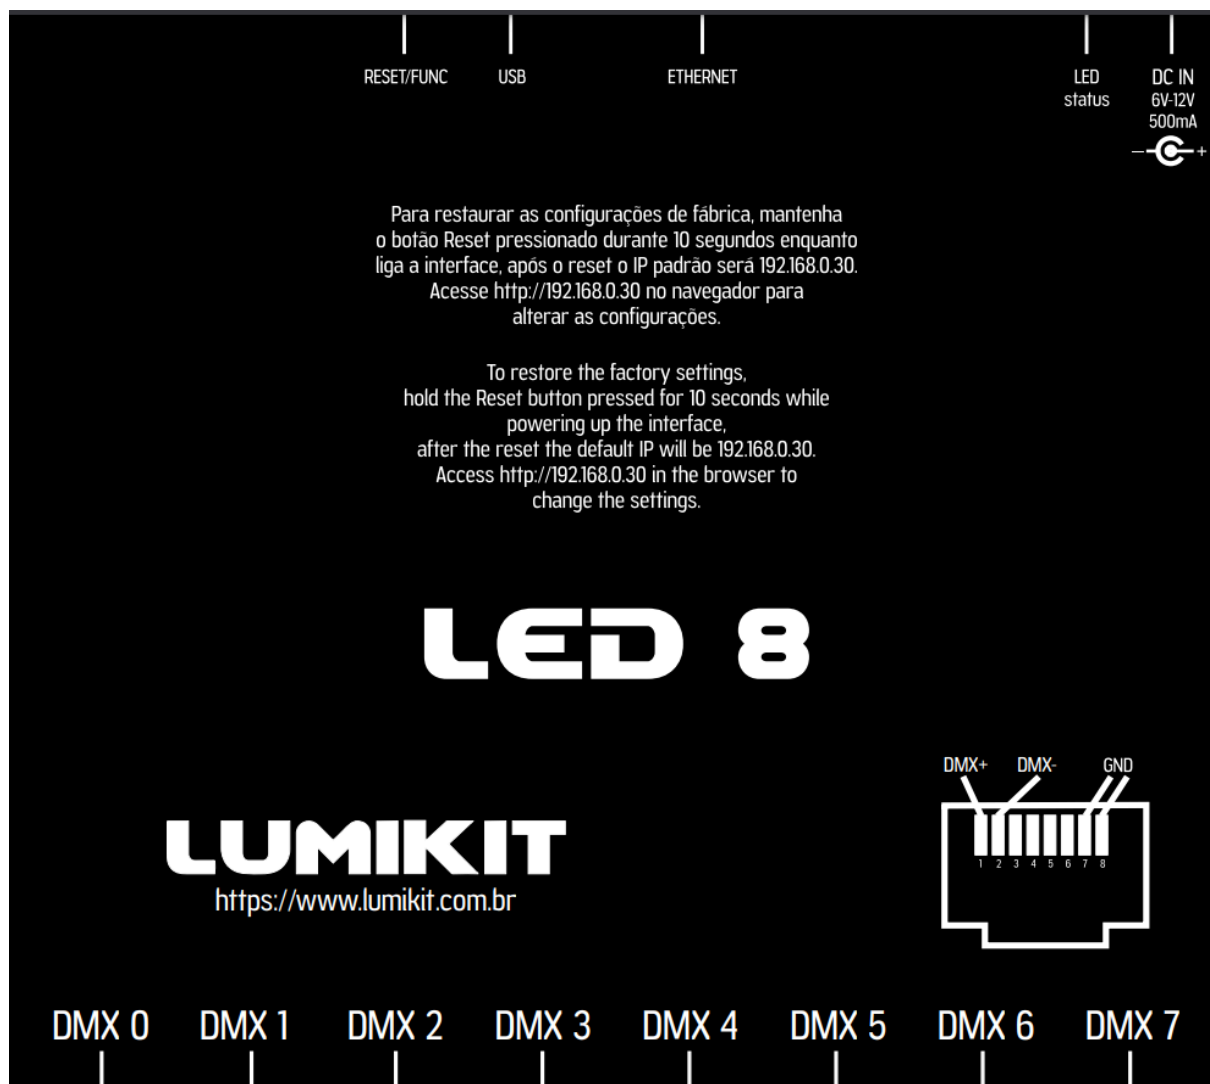 RESET/FUNC USB ETHERNET LED DC IN
status 6V-12V
500mA
— +
Para restaurar as configurações de fábrica, mantenha
o botão Reset pressionado durante 10 segundos enquanto
liga a interface, após o reset o IP padrão será 192.168.0.30.
Acesse http://192.168.0.30 no navegador para
alterar as configurações.
To restore the factory settings,
hold the Reset button pressed for 10 seconds while
powering up the interface,
after the reset the default IP will be 192.168.0.30.
Access http://192.168.0.30 in the browser to
change the settings.
LED 8
DMX+ DMX- GND
1 2 3 4 5 6 7 8
LUMIKIT
https://www.lumikit.com.br
DMX 0 DMX 1 DMX 2 DMX 3 DMX 4 DMX 5 DMX 6 DMX 7